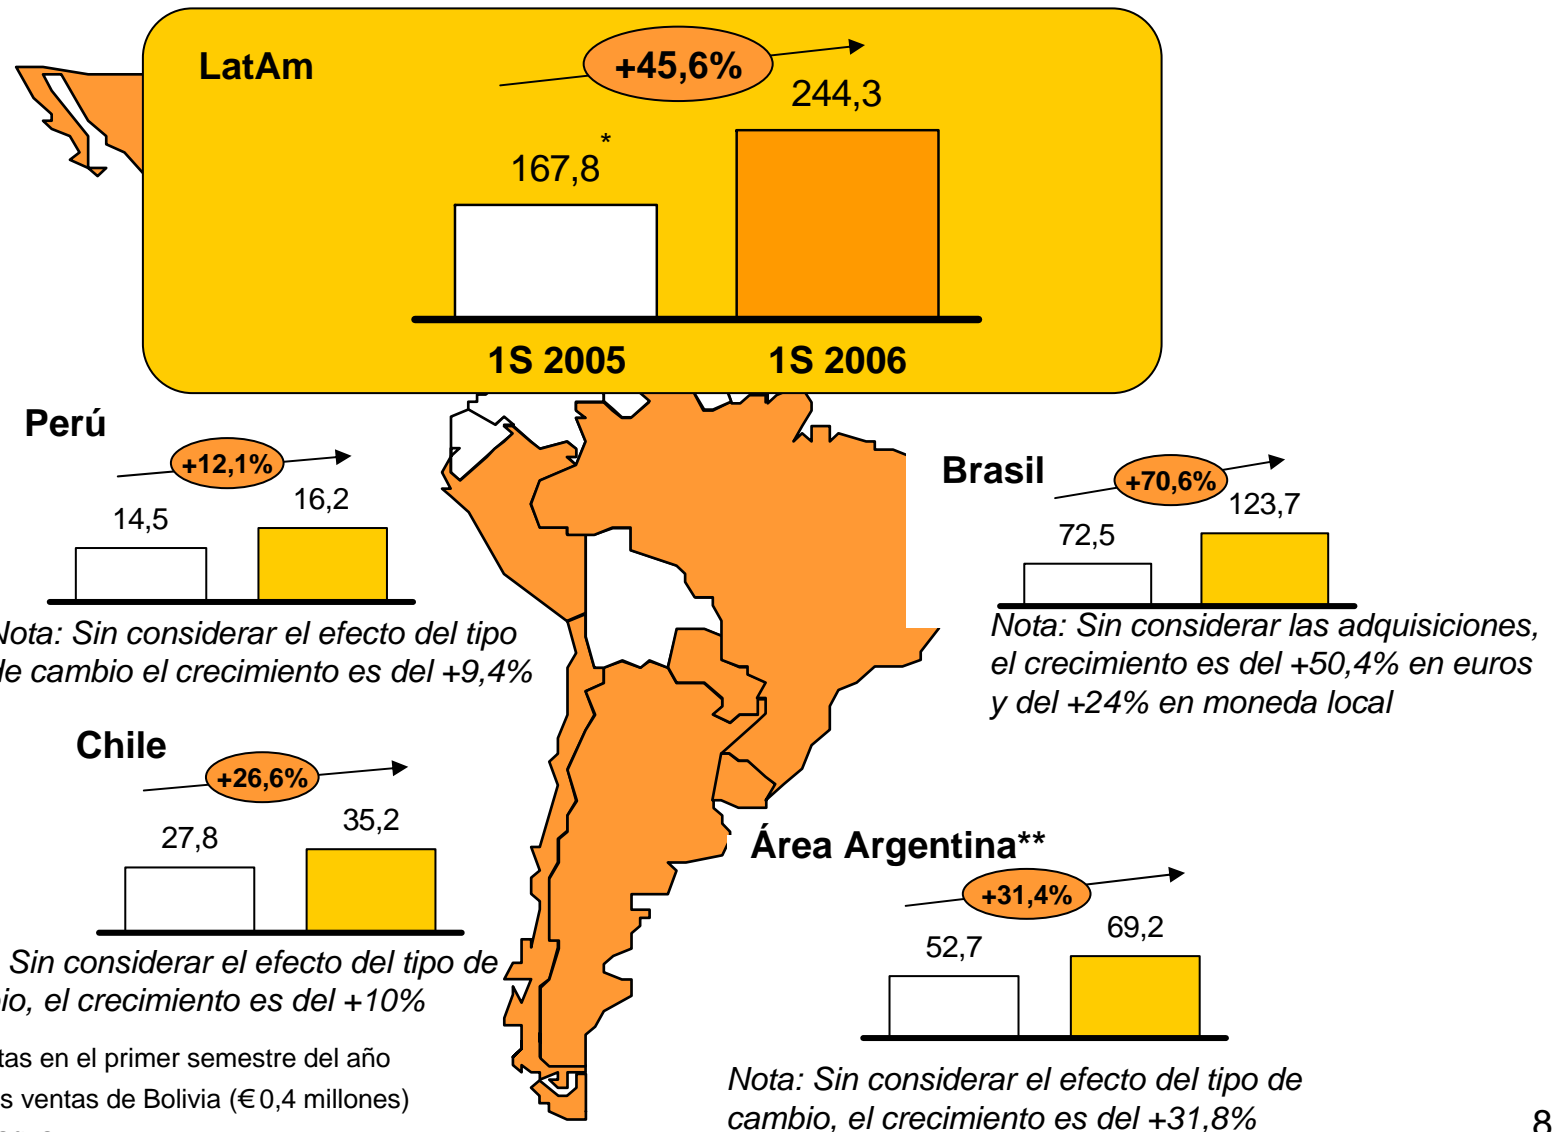 LatAm
+45,6%
244,3
167,8*
1S 2005 1S 2006
Perú
+12,1%
14,5
16,2
Nota: Sin considerar el efecto del tipo
de cambio el crecimiento es del +9,4%
Brasil
+70,6%
72,5
123,7
Nota: Sin considerar las adquisiciones,
el crecimiento es del +50,4% en euros
y del +24% en moneda local
Chile
+26,6%
27,8
35,2
Sin considerar el efecto del tipo de
el crecimiento es del +10%
Área Argentina**
+31,4%
52,7
69,2
Nota: Sin considerar el efecto del tipo de
cambio, el crecimiento es del +31,8%
en el primer semestre del año
ventas de Bolivia (€ 0,4 millones)
8